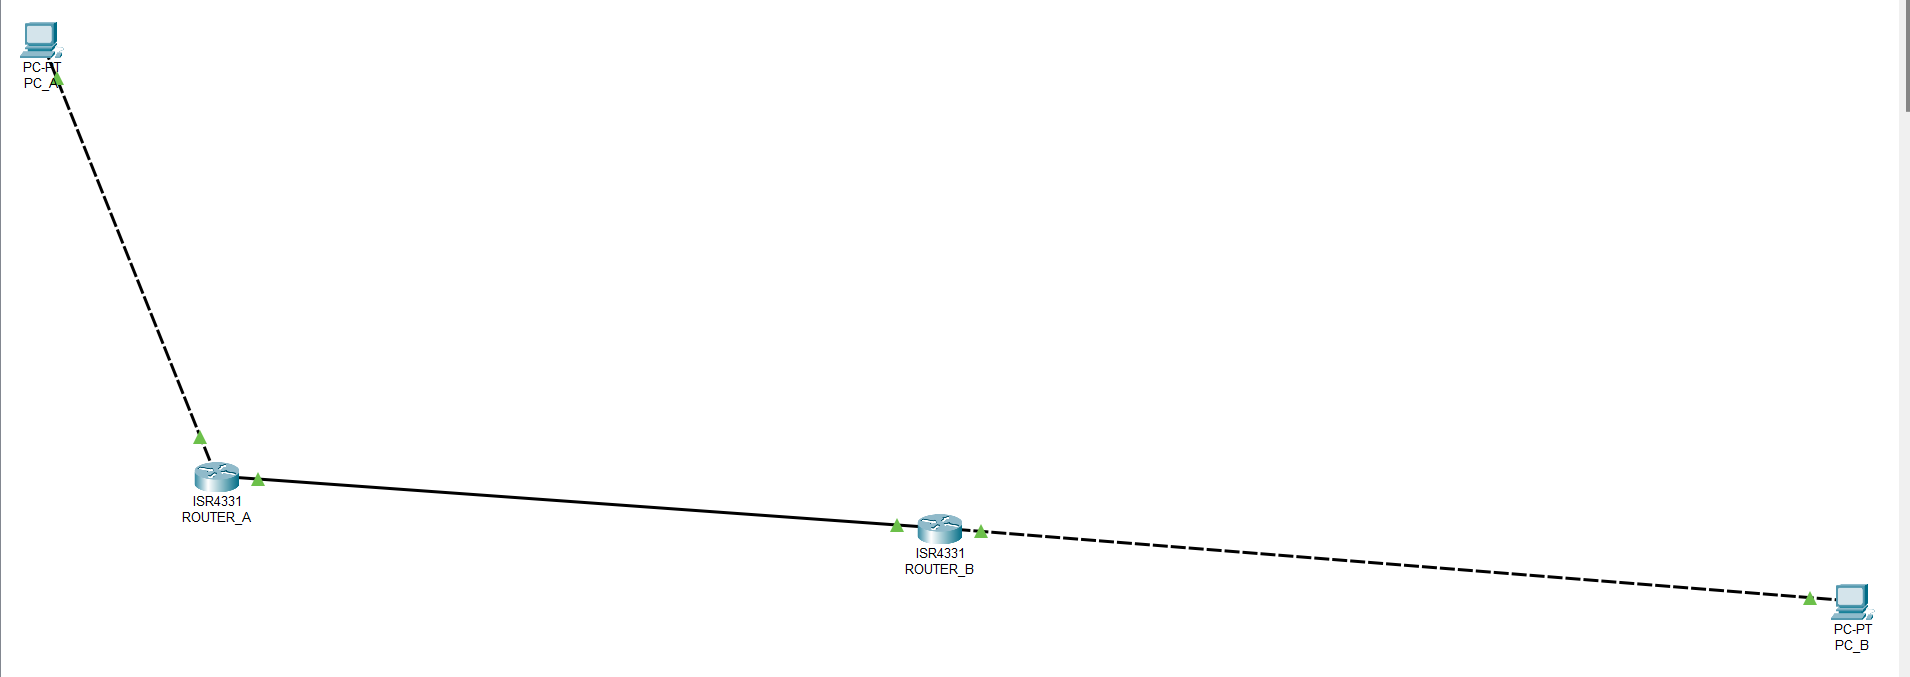 PC-PT
PC_A
ISR4331
ROUTER_A
ISR4331
ROUTER_B
PC-PT
PC_B